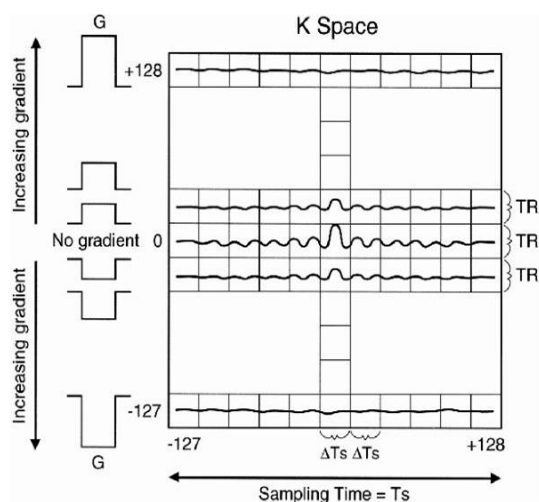 G
K Space
Increasing gradient
+128
TR
No gradient 0
TR
TR
Increasing gradient
-127
G
-127
+128
ΔTs ΔTs
Sampling Time = Ts